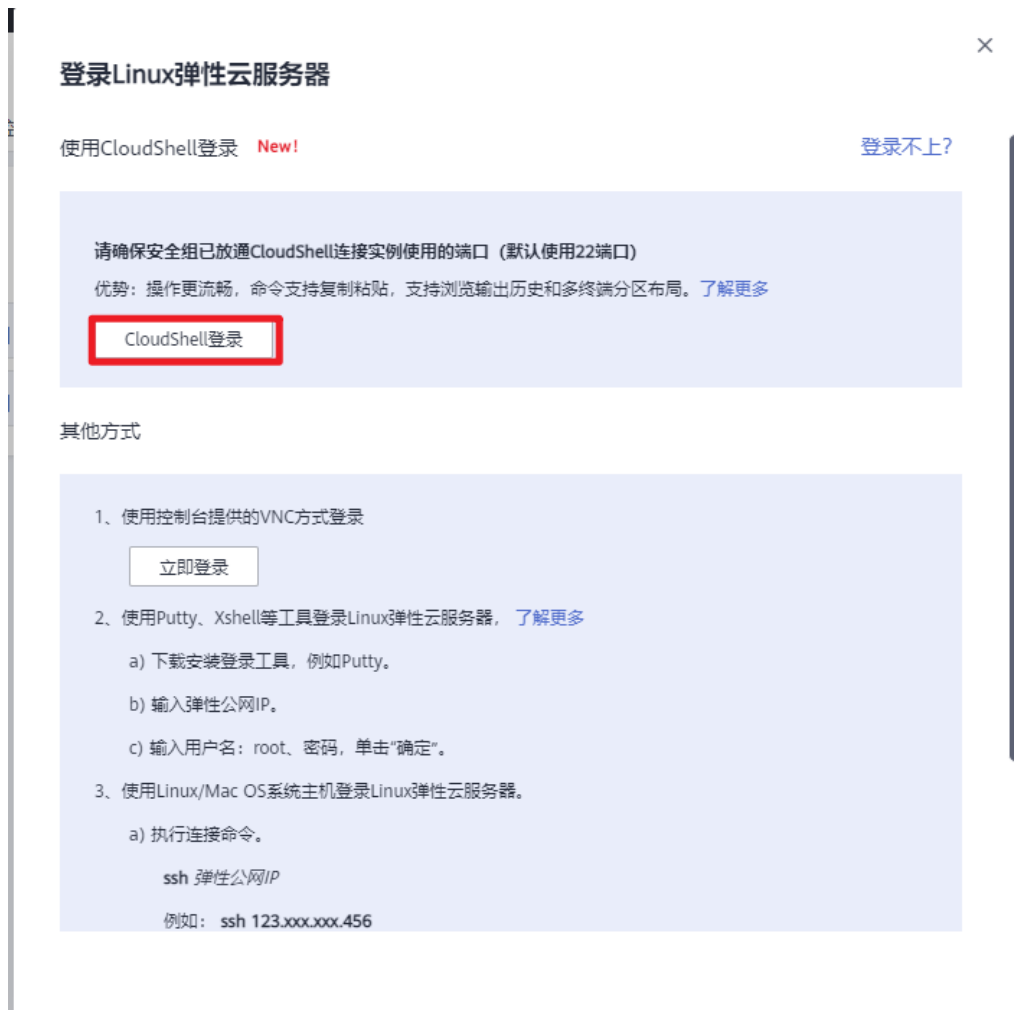 登录Linux弹性云服务器
使用CloudShell登录 New! 登录不上?
请确保安全组已放通CloudShell连接实例使用的端口（默认使用22端口）
优势：操作更流畅，命令支持复制粘贴，支持浏览输出历史和多终端分区布局。了解更多
CloudShell登录
其他方式
1、使用控制台提供的VNC方式登录
立即登录
2、使用Putty、Xshell等工具登录Linux弹性云服务器， 了解更多
a) 下载安装登录工具，例如Putty。
b) 输入弹性公网IP。
c) 输入用户名：root、密码，单击“确定”。
3、使用Linux/Mac OS系统主机登录Linux弹性云服务器。
a) 执行连接命令。
ssh 弹性公网IP
例如： ssh 123.xxx.xxx.456